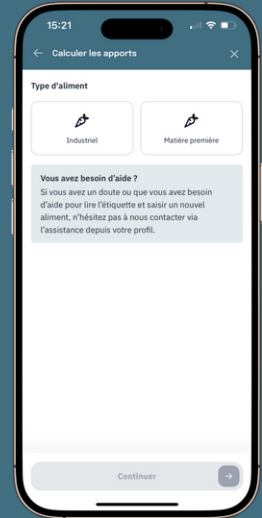 15:21
Calculer les apports
Type d'aliment
Industriel
Matière première
Vous avez besoin d'aide ?
Si vous avez un doute ou que vous avez besoin
d'aide pour lire l'étiquette et saisir un nouvel
aliment, n'hésitez pas à nous contacter via
l'assistance depuis votre profil.
Continuer